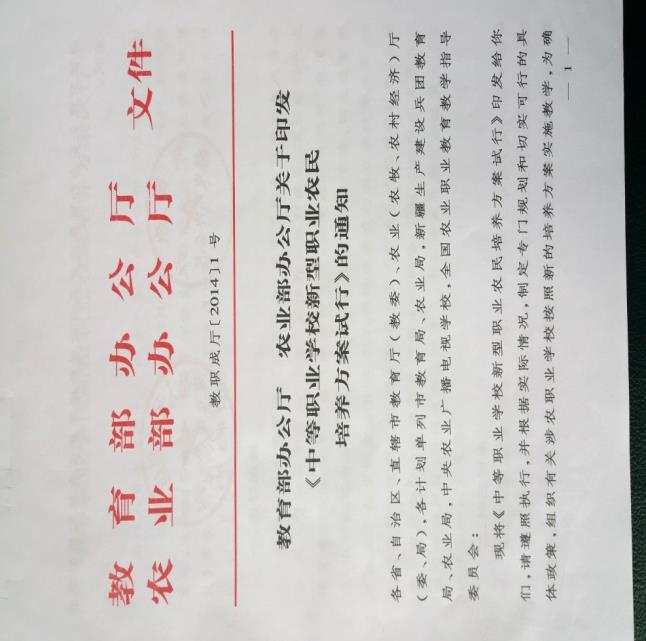 教育部办公厅
农业部办公厅
文件
教职成厅[2014]1 号
教育部办公厅 农业部办公厅关于印发
《中等职业学校新型职业农民
培养方案试行》的通知
各省、自治区、直辖市教育厅(教委)、农业(农牧、农村经济)厅
(委、局),各计划单列市教育局、农业局,新疆生产建设兵团教育
局、农业局,中央农业广播电视学校,全国农业职业教育教学指导
委员会:
现将《中等职业学校新型职业农民培养方案试行》印发给你
们,请遵照执行,并根据实际情况,制定专门规划和切实可行的具
体政策,组织有关涉农职业学校按照新的培养方案实施教学,为确
— 1 —